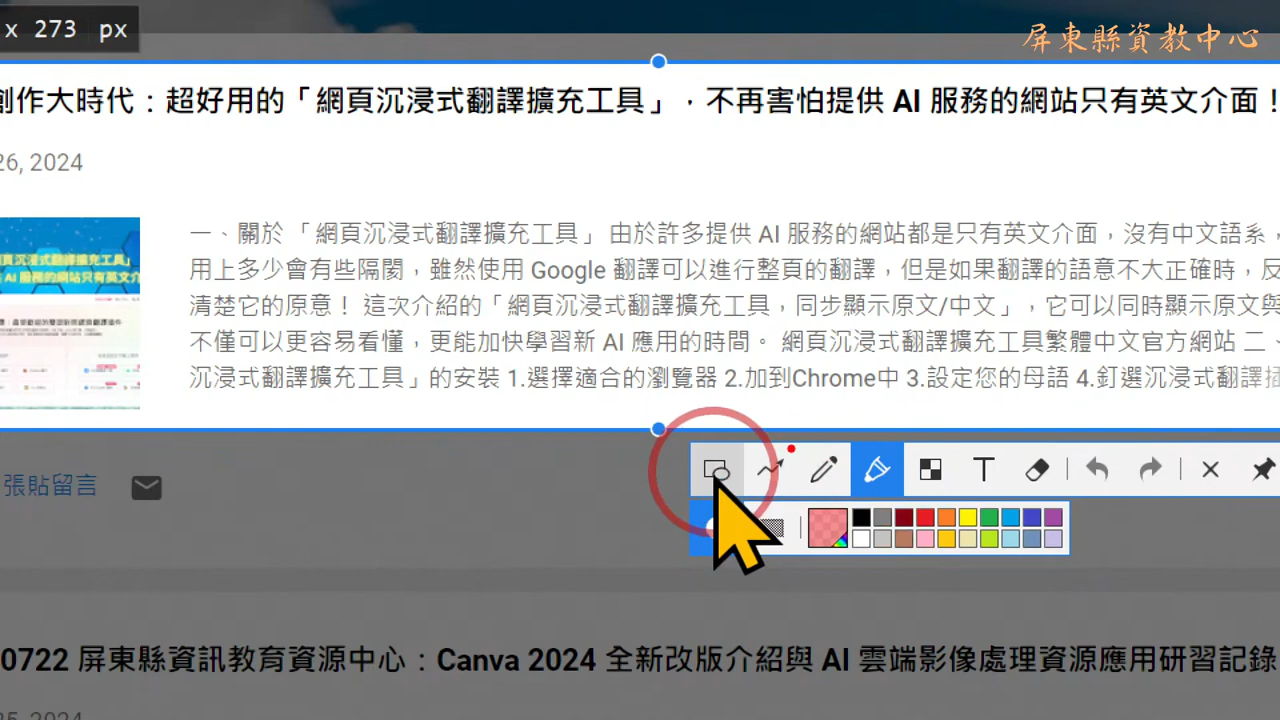 x 273 px
屏東縣資教中心
創作大時代：超好用的「網頁沉浸式翻譯擴充工具」，不再害怕提供 AI 服務的網站只有英文介面！
26, 2024
一、關於 「網頁沉浸式翻譯擴充工具」 由於許多提供 AI 服務的網站都是只有英文介面，沒有中文語系，
用上多少會有些隔閡，雖然使用 Google 翻譯可以進行整頁的翻譯，但是如果翻譯的語意不大正確時，反
清楚它的原意！ 這次介紹的「網頁沉浸式翻譯擴充工具，同步顯示原文/中文」，它可以同時顯示原文與
不僅可以更容易看懂，更能加快學習新 AI 應用的時間。 網頁沉浸式翻譯擴充工具繁體中文官方網站 二、
沉浸式翻譯擴充工具」的安裝 1.選擇適合的瀏覽器 2.加到Chrome中 3.設定您的母語 4.釘選沉浸式翻譯插
張貼留言
T
0722 屏東縣資訊教育資源中心：Canva 2024 全新改版介紹與 AI 雲端影像處理資源應用研習記錄
25, 2024